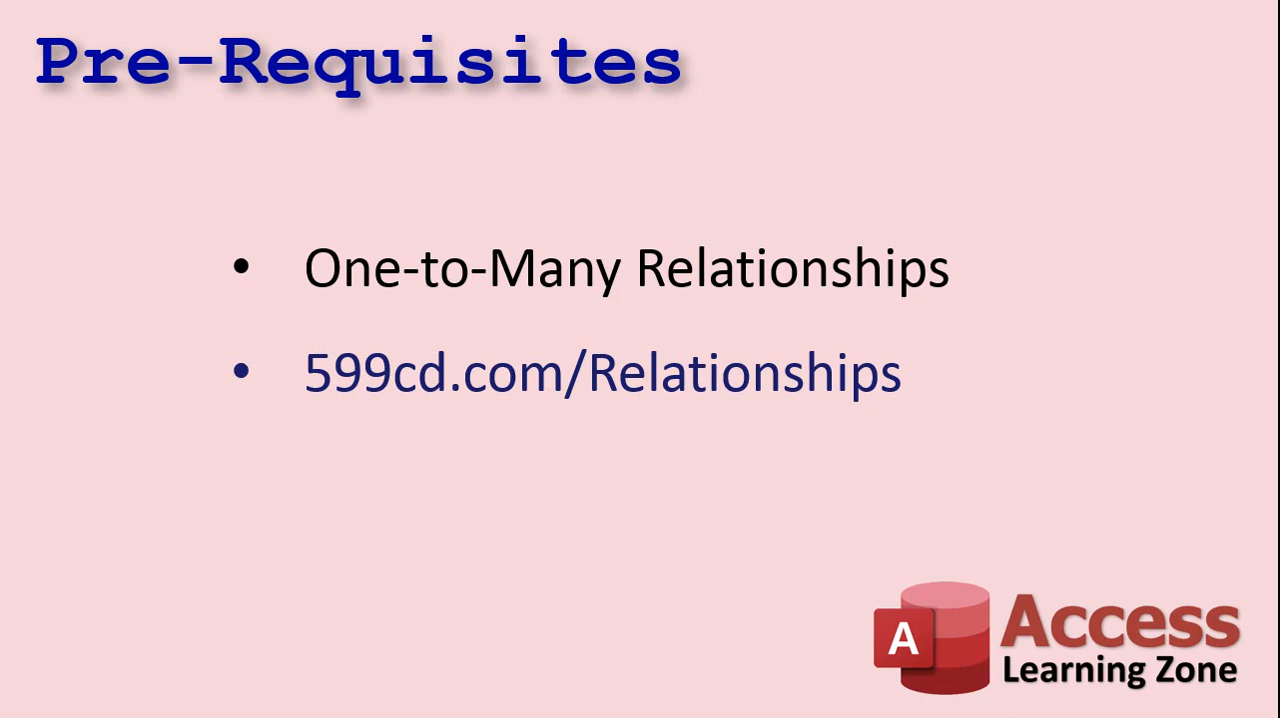 Pre-Requisites
• One-to-Many Relationships
• 599cd.com/Relationships
A
Access
Learning Zone